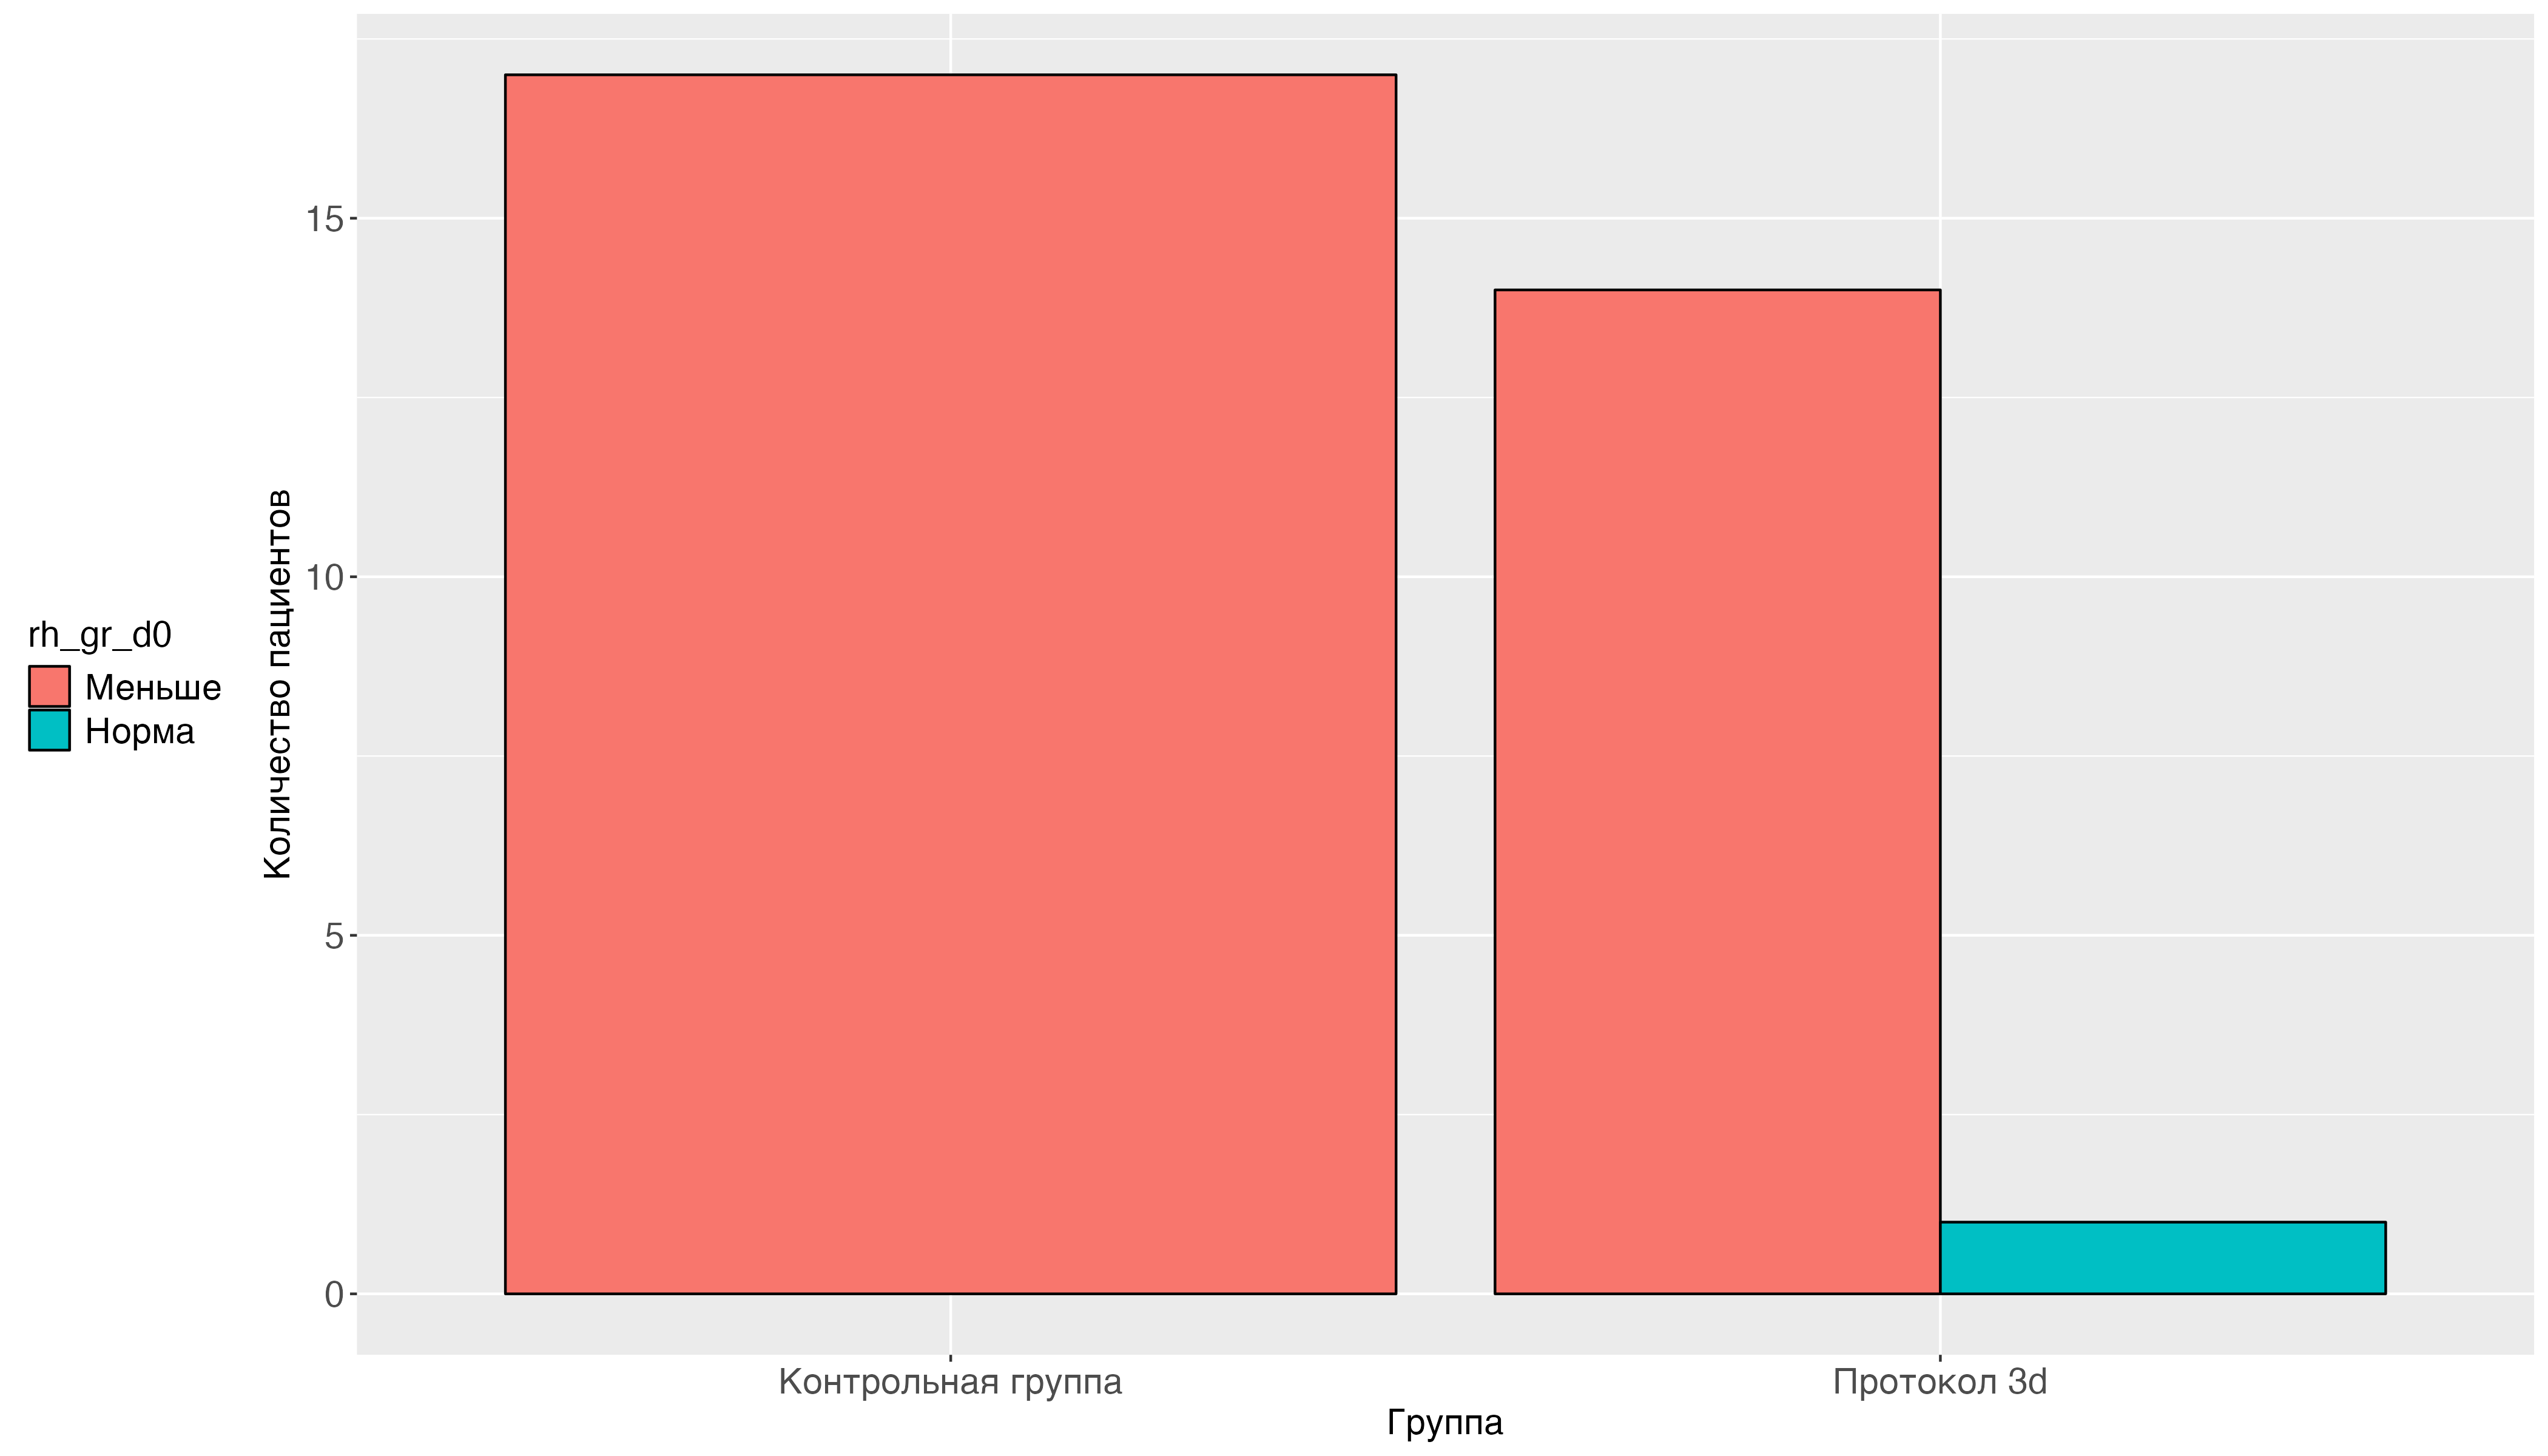 rh_gr_d0
Меньше
Норма
Количество пациентов
15
10
5
0
Контрольная группа
Протокол 3d
Группа